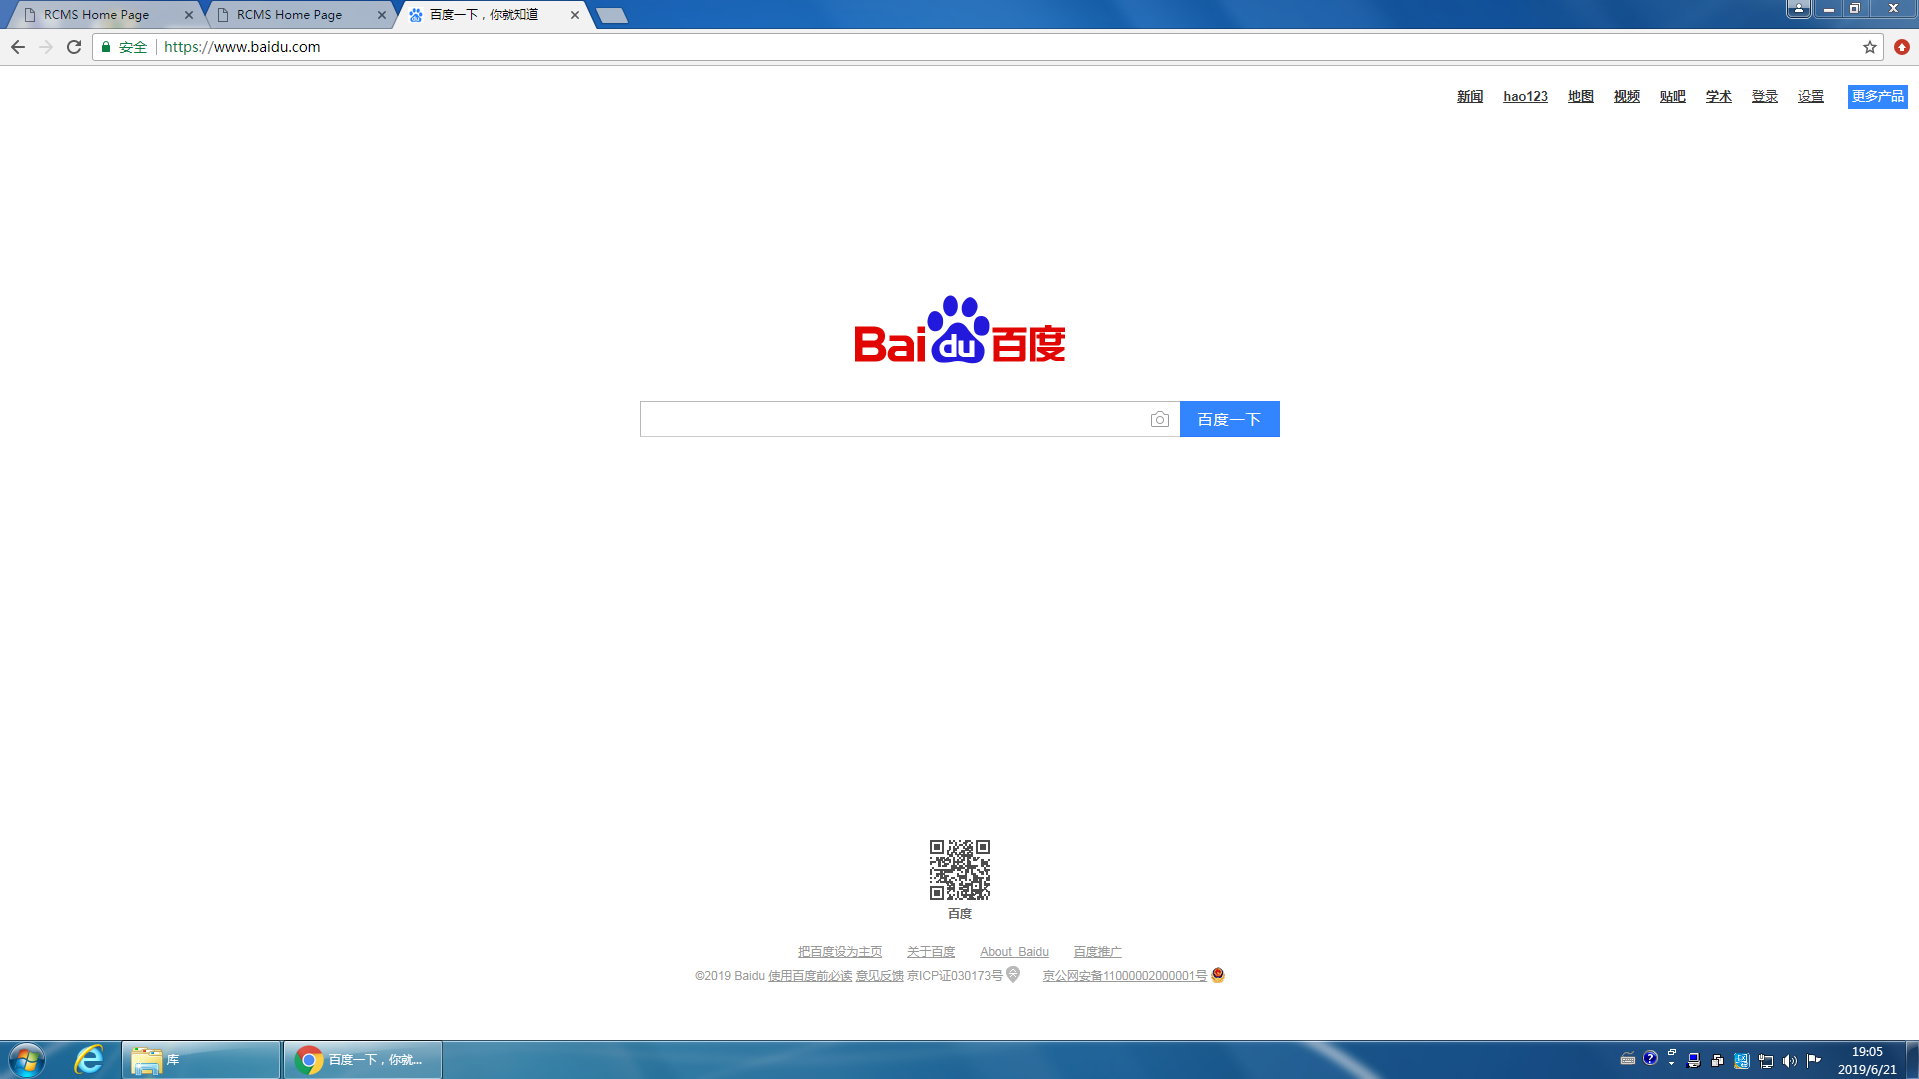 RCMS Home Page
RCMS Home Page
百度一下，你就知道
安全 https://www.baidu.com
新闻 hao123 地图 视频 贴吧 学术 登录 设置 更多产品
Bai du 百度
百度一下
百度
把百度设为主页 关于百度 About Baidu 百度推广
©2019 Baidu 使用百度前必读 意见反馈 京ICP证030173号 京公网安备11000002000001号
库
百度一下，你就...
19:05
2019/6/21